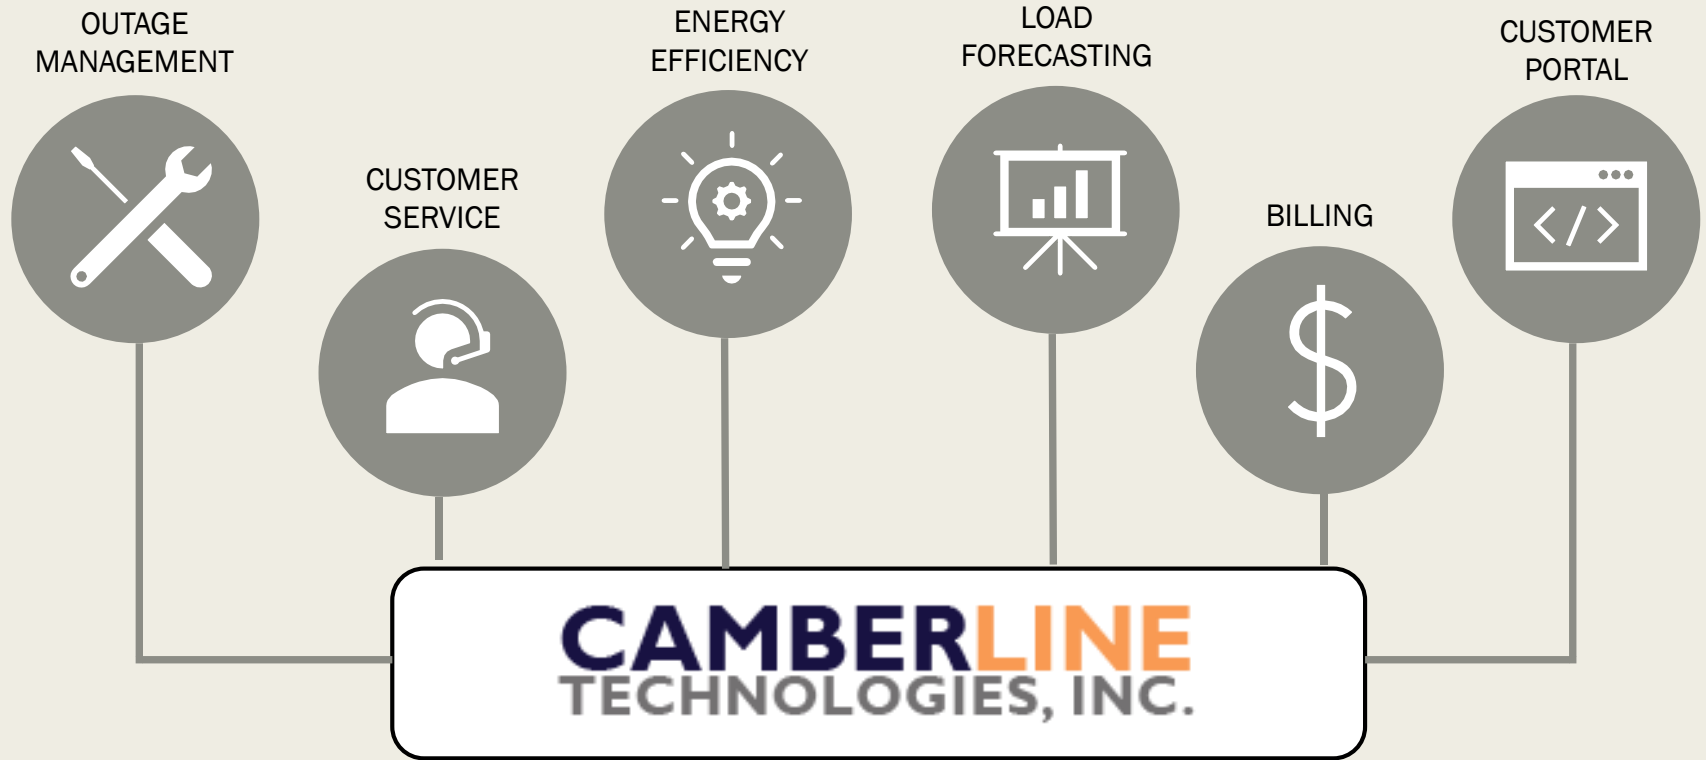 OUTAGE
MANAGEMENT
CUSTOMER
SERVICE
ENERGY
EFFICIENCY
LOAD
FORECASTING
BILLING
CUSTOMER
PORTAL
CAMBERLINE
TECHNOLOGIES, INC.